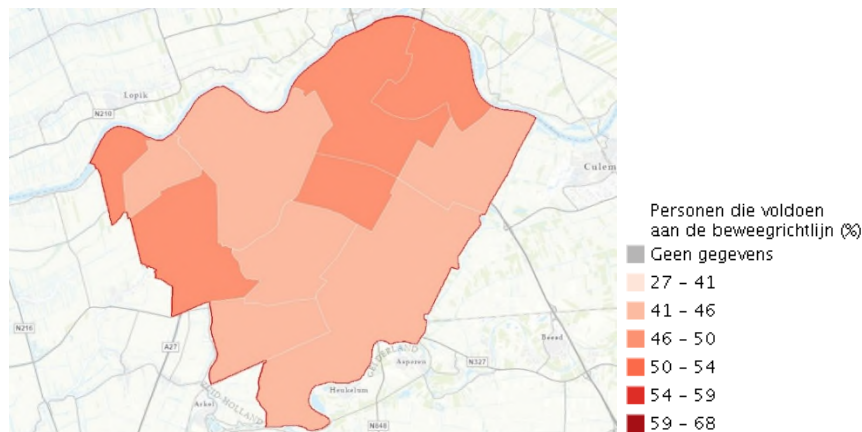 Lopik
N210
Culem
N216
A27
GELDERLAND
Asperen
N327
Beesd
Heukelum
ZUID-HOLLAND
Arkel
N848
Personen die voldoen
aan de beweegrichtlijn (%)
Geen gegevens
27 - 41
41 - 46
46 - 50
50 - 54
54 - 59
59 - 68